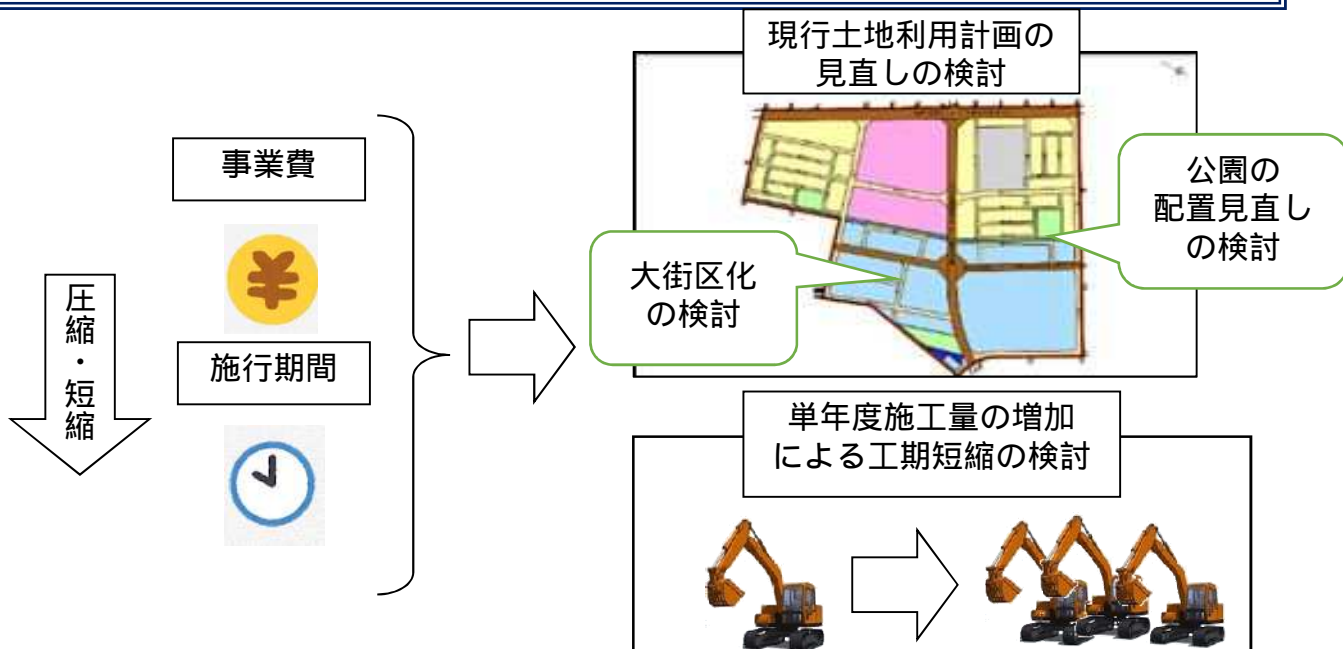 圧縮・短縮
事業費
施行期間
現行土地利用計画の
見直しの検討
公園の
配置見直し
の検討
大街区化
の検討
単年度施工量の増加
による工期短縮の検討